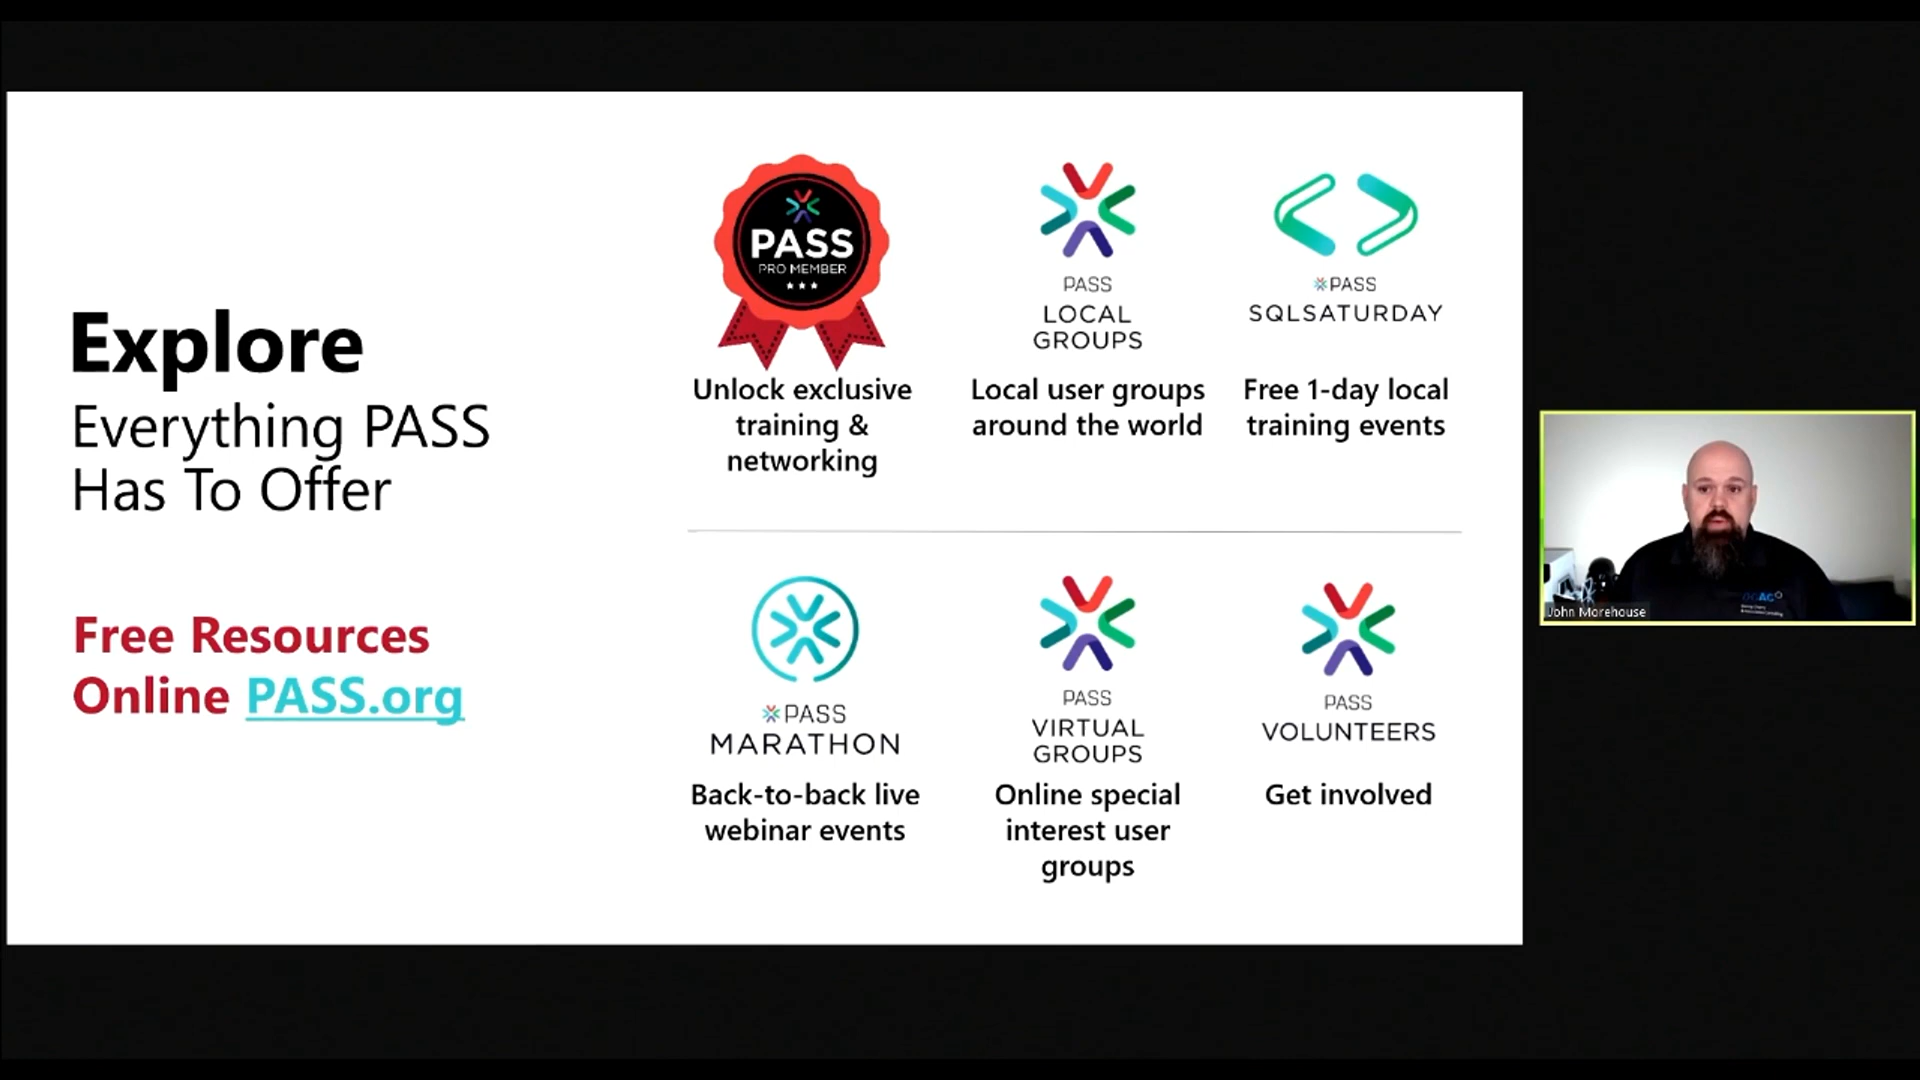 Explore
Everything PASS
Has To Offer
Free Resources
Online PASS.org
PASS
PRO MEMBER
Unlock exclusive
training &
networking
PASS
LOCAL
GROUPS
Local user groups
around the world
PASS
SQLSATURDAY
Free 1-day local
training events
PASS
MARATHON
Back-to-back live
webinar events
PASS
VIRTUAL
GROUPS
Online special
interest user
groups
PASS
VOLUNTEERS
Get involved
John Morehouse